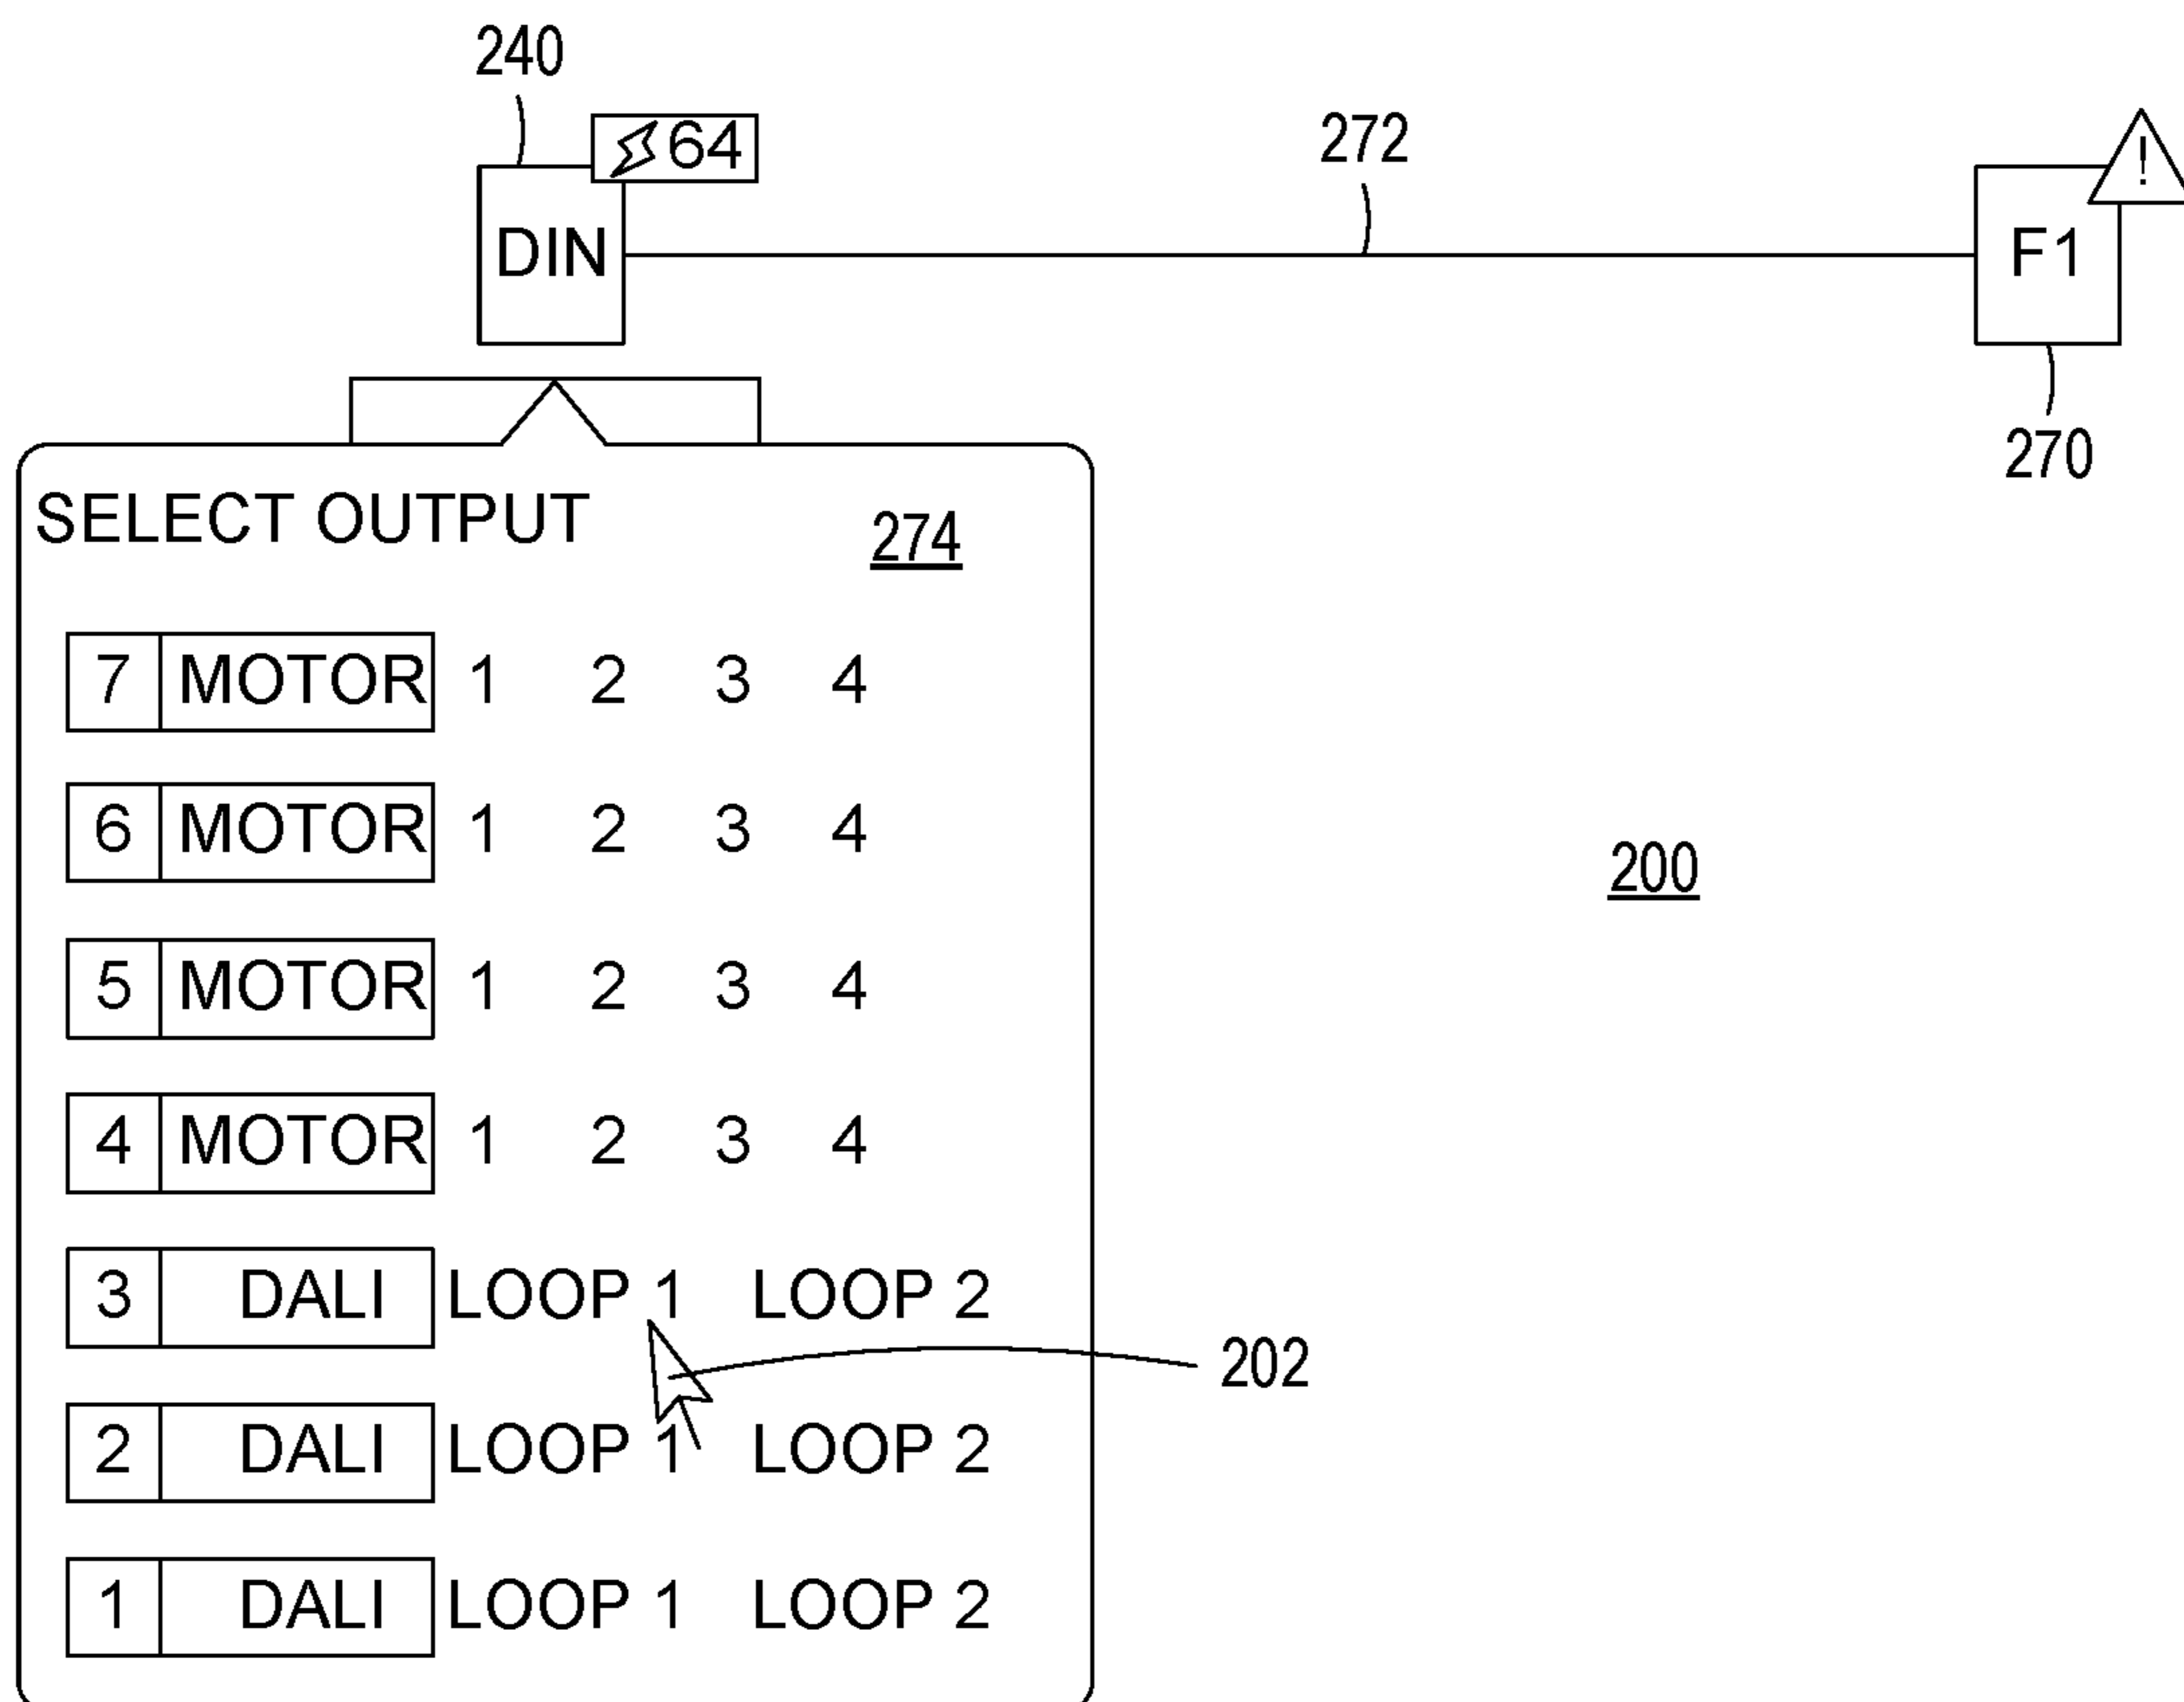 240
64
272
!
DIN
F1
270
SELECT OUTPUT
274
7 MOTOR 1 2 3 4
6 MOTOR 1 2 3 4
200
5 MOTOR 1 2 3 4
4 MOTOR 1 2 3 4
3 DALI LOOP 1 LOOP 2
202
2 DALI LOOP 1 LOOP 2
1 DALI LOOP 1 LOOP 2